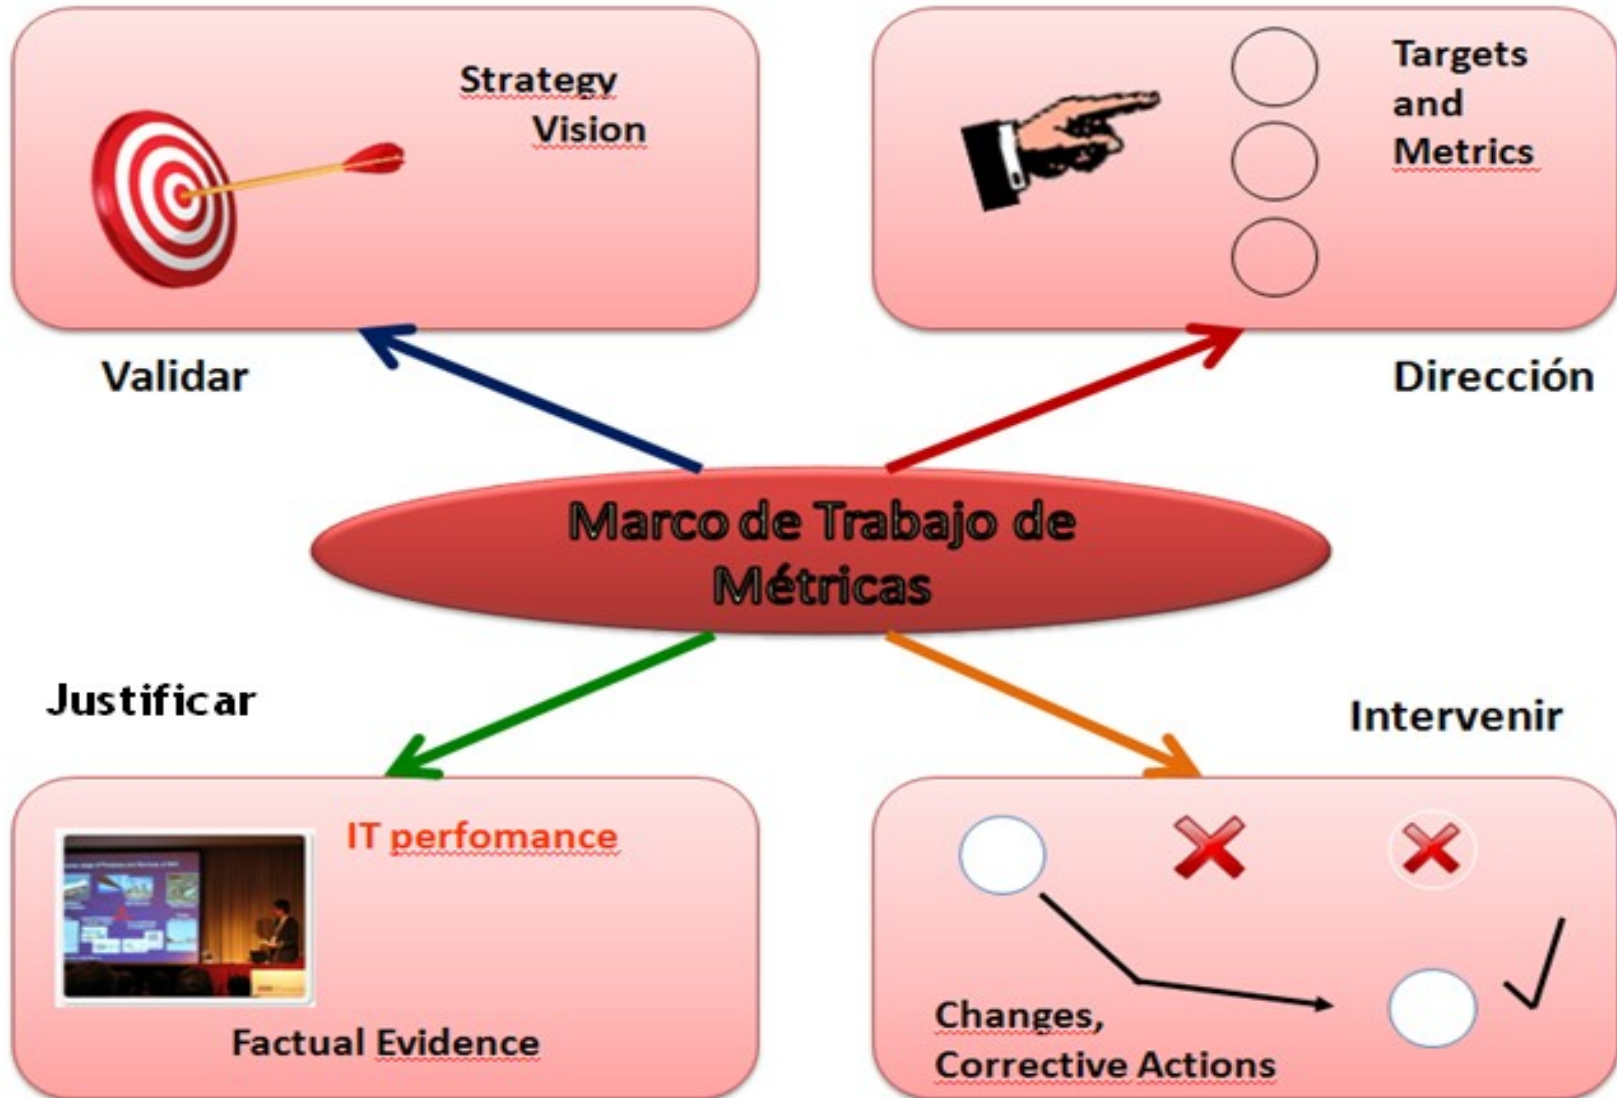 Strategy
Vision
Targets
and
Metrics
Validar
Dirección
Marco de Trabajo de
Métricas
Justificar
Intervenir
IT perfomance
Factual Evidence
Changes,
Corrective Actions